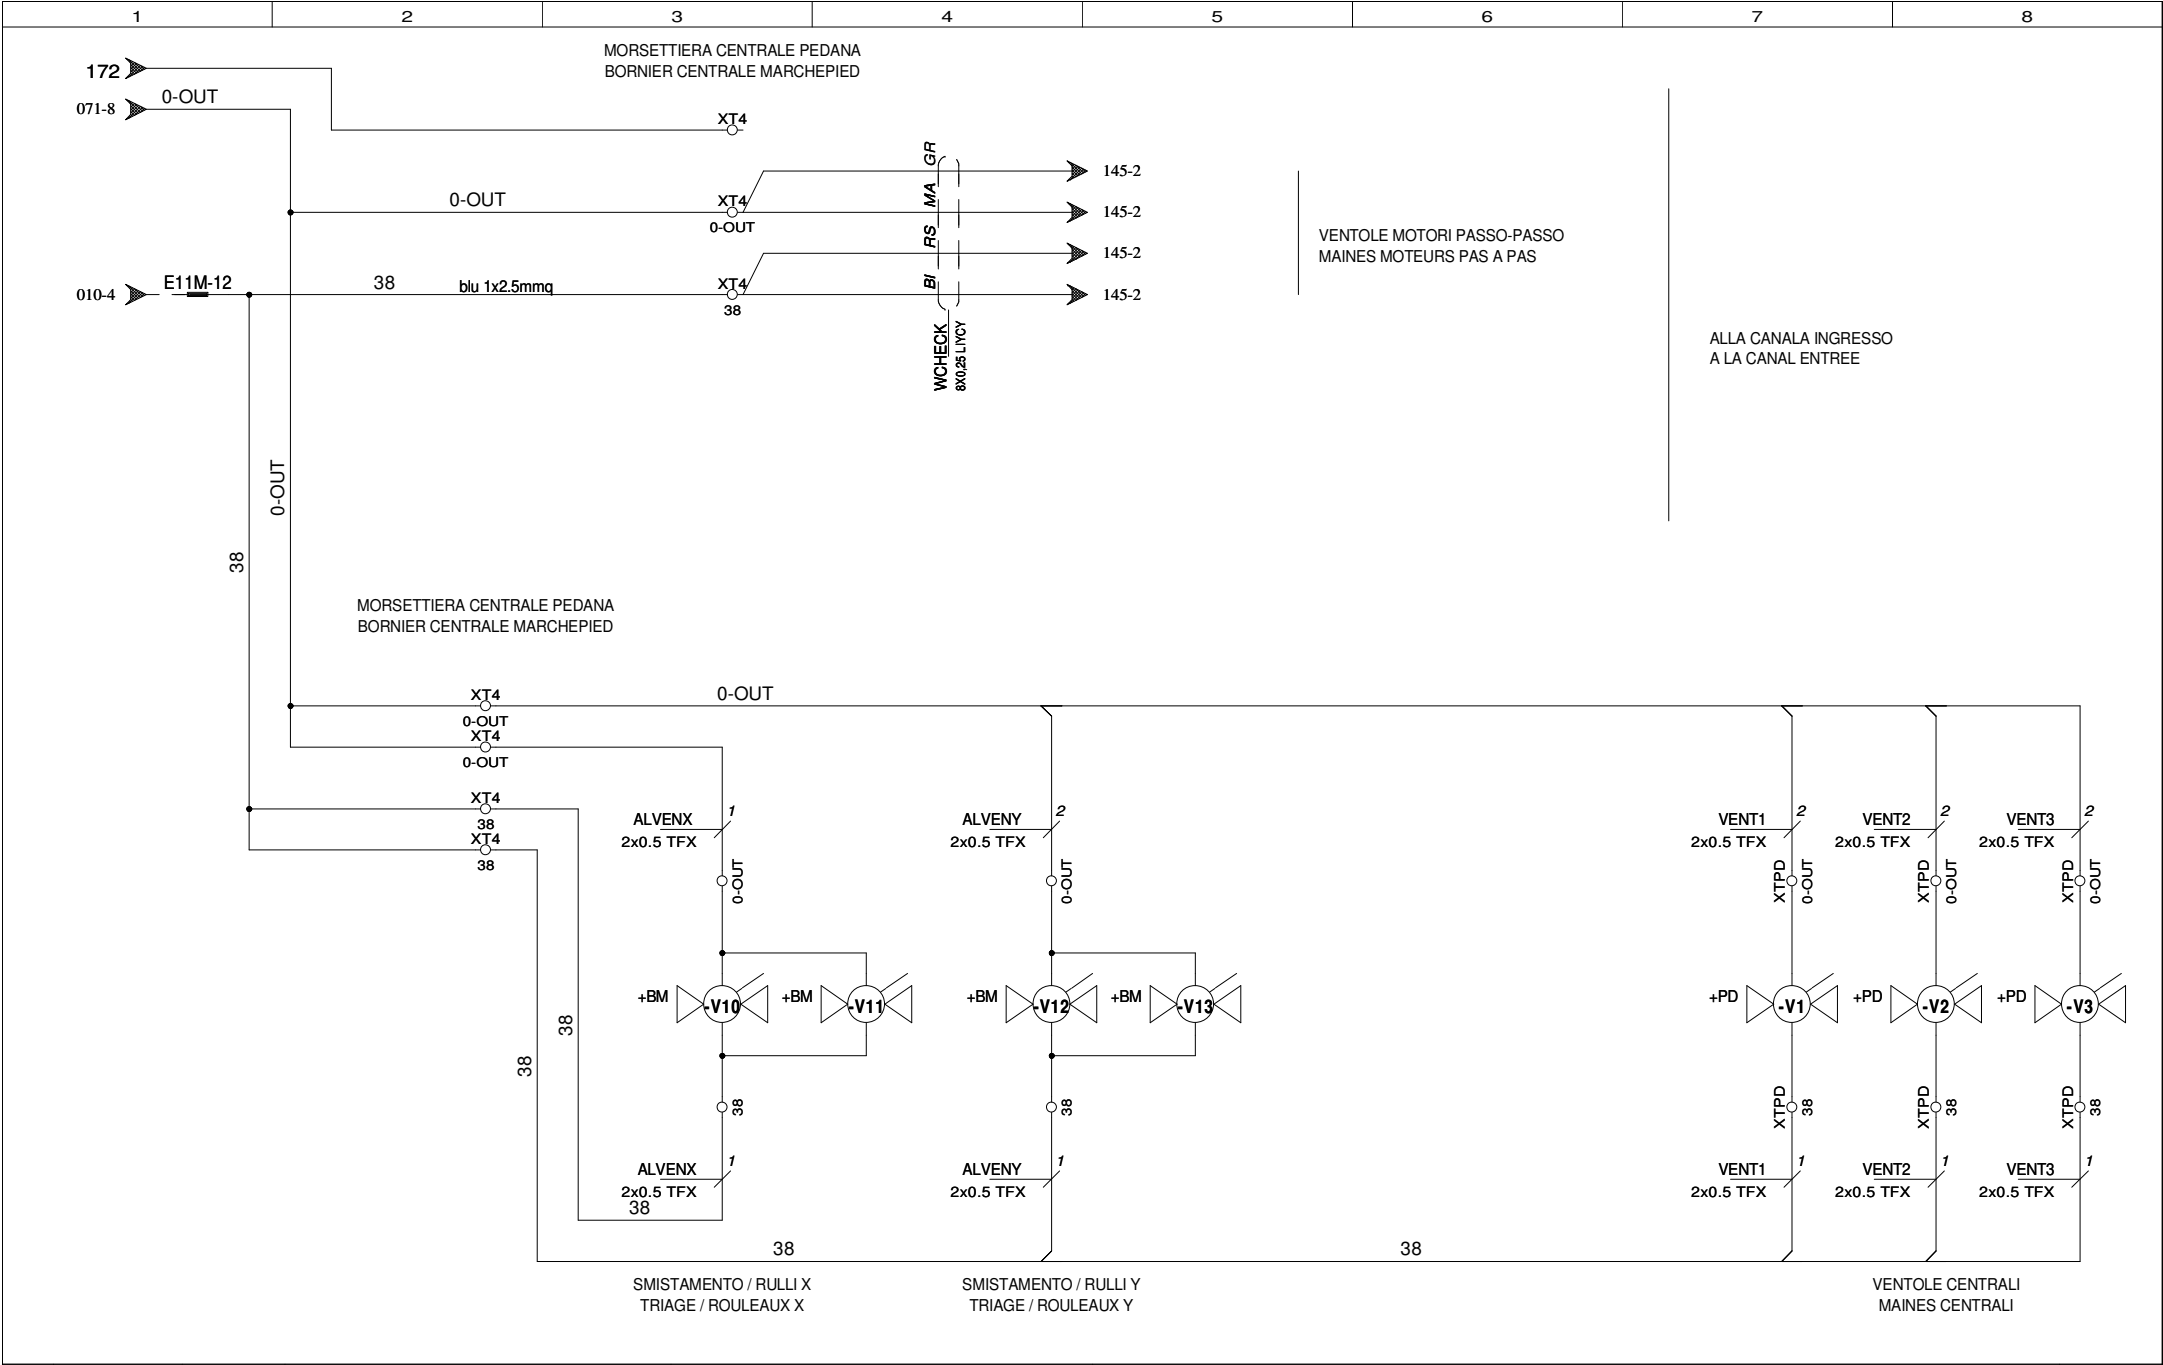 1 2 3 4 5 6 7 8
MORSETTIERA CENTRALE PEDANA
BORNIER CENTRALE MARCHEPIED
172
071-8
0-OUT
XT4
GR
145-2
MA
0-OUT
XT4
0-OUT
145-2
RS
145-2
VENTOLE MOTORI PASSO-PASSO
MAINES MOTEURS PAS A PAS
010-4
E11M-12
38
blu 1x2.5mmq
XT4
38
BI
145-2
WCHECK
8X0,25 LIYCY
ALLA CANALA INGRESSO
A LA CANAL ENTREE
0-OUT
38
MORSETTIERA CENTRALE PEDANA
BORNIER CENTRALE MARCHEPIED
XT4
0-OUT
0-OUT
XT4
0-OUT
XT4
38
XT4
38
ALVENX 1
2x0.5 TFX
ALVENY 2
2x0.5 TFX
VENT1 2
2x0.5 TFX
VENT2 2
2x0.5 TFX
VENT3 2
2x0.5 TFX
0-OUT
0-OUT
XTPD 0-OUT
XTPD 0-OUT
XTPD 0-OUT
+BM -V10
+BM -V11
+BM -V12
+BM -V13
+PD -V1
+PD -V2
+PD -V3
38
38
38
38
XTPD 38
XTPD 38
XTPD 38
ALVENX 1
2x0.5 TFX
38
ALVENY 1
2x0.5 TFX
VENT1 1
2x0.5 TFX
VENT2 1
2x0.5 TFX
VENT3 1
2x0.5 TFX
38
38
SMISTAMENTO / RULLI X
TRIAGE / ROULEAUX X
SMISTAMENTO / RULLI Y
TRIAGE / ROULEAUX Y
VENTOLE CENTRALI
MAINES CENTRALI